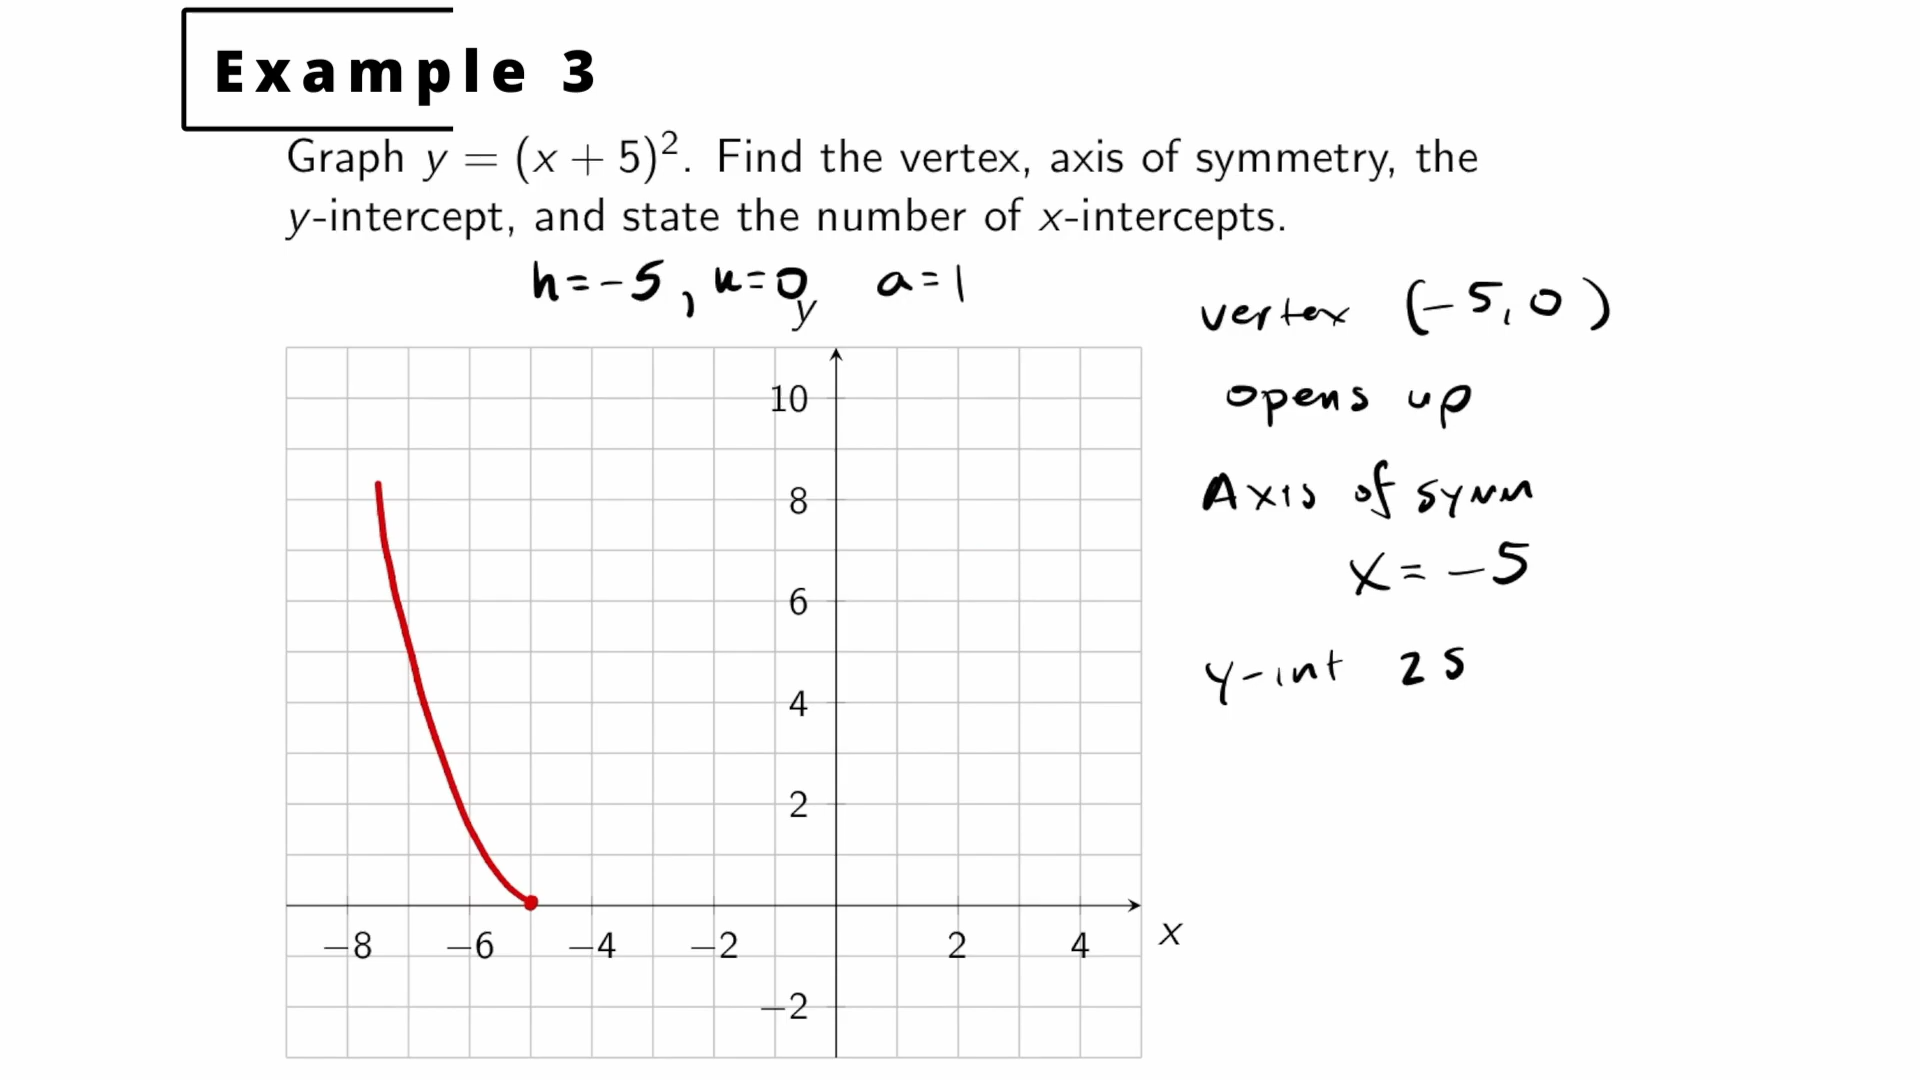 Example 3
Graph y = (x + 5)². Find the vertex, axis of symmetry, the
y-intercept, and state the number of x-intercepts.
h=-5, k=0 a=1
vertex (-5,0)
opens up
Axis of symm
x=-5
y-int 25
y
10
8
6
4
2
−8 −6 −4 −2 2 4 x
−2